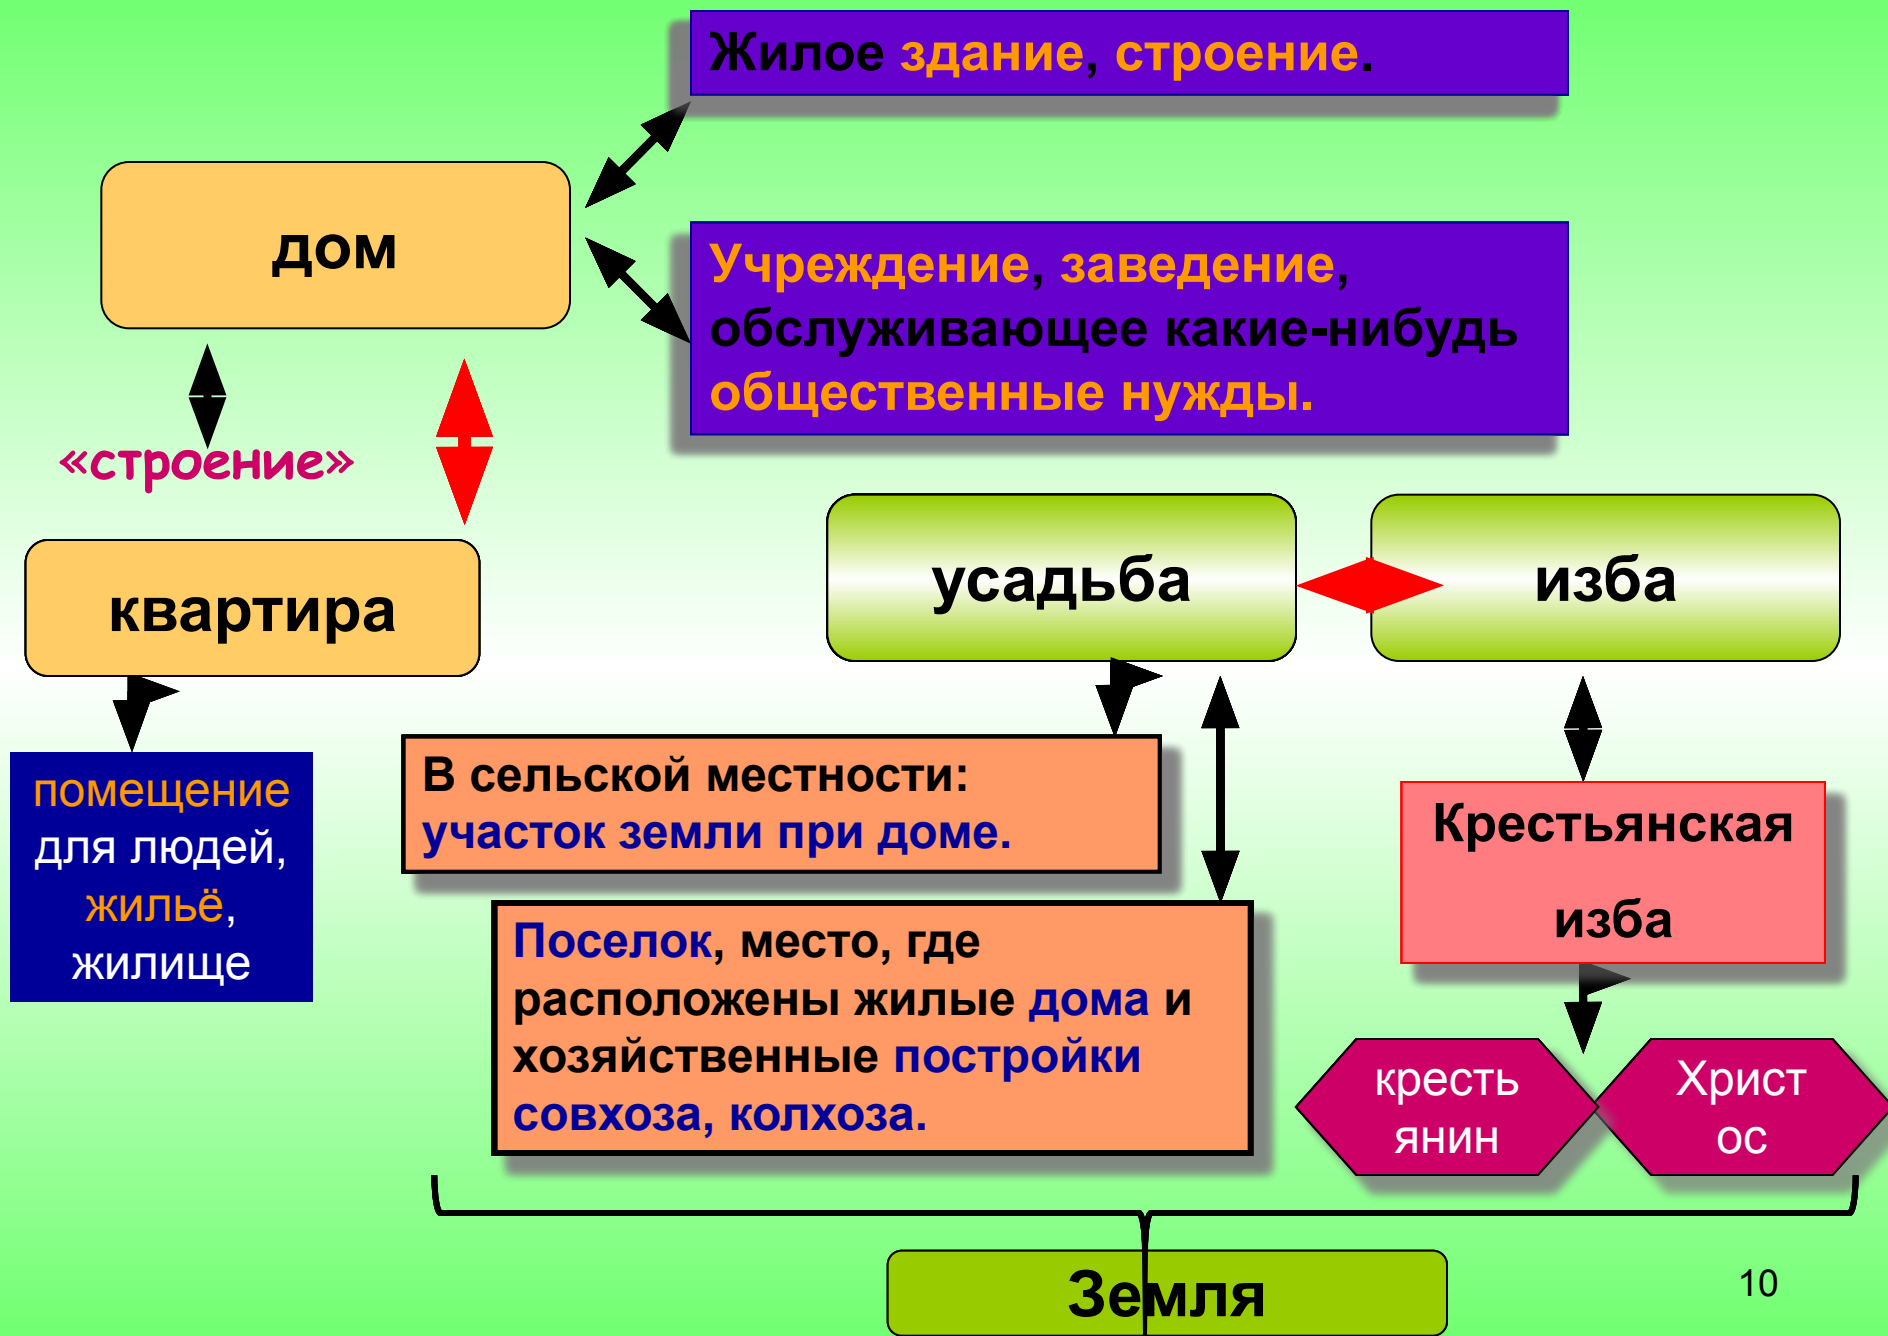 Жилое здание, строение.
дом
Учреждение, заведение,
обслуживающее какие-нибудь
общественные нужды.
«строение»
квартира
усадьба
изба
помещение
для людей,
жильё,
жилище
В сельской местности:
участок земли при доме.
Поселок, место, где
расположены жилые дома и
хозяйственные постройки
совхоза, колхоза.
Крестьянская
изба
кресть
янин
Христ
ос
Земля
10